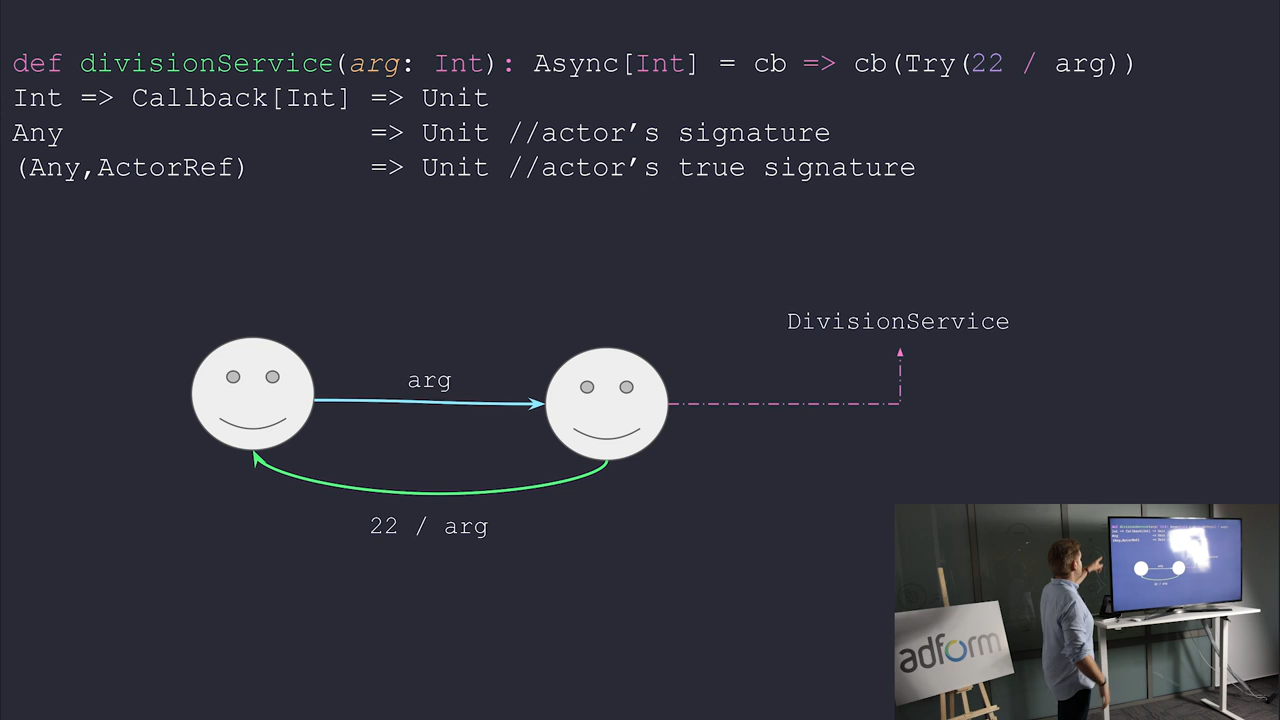 def divisionService(arg: Int): Async[Int] = cb => cb(Try(22 / arg))
Int => Callback[Int] => Unit
Any => Unit //actor’s signature
(Any,ActorRef) => Unit //actor’s true signature
DivisionService
arg
22 / arg
adform